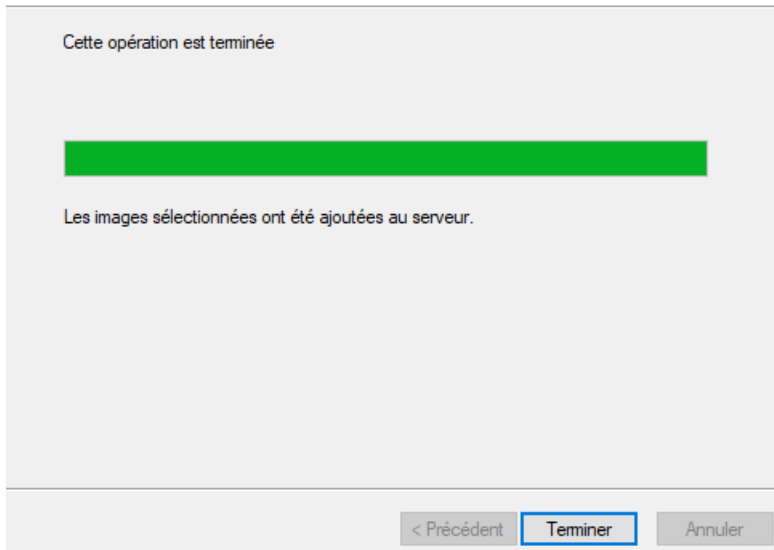 Cette opération est terminée
Les images sélectionnées ont été ajoutées au serveur.
< Précédent Terminer Annuler